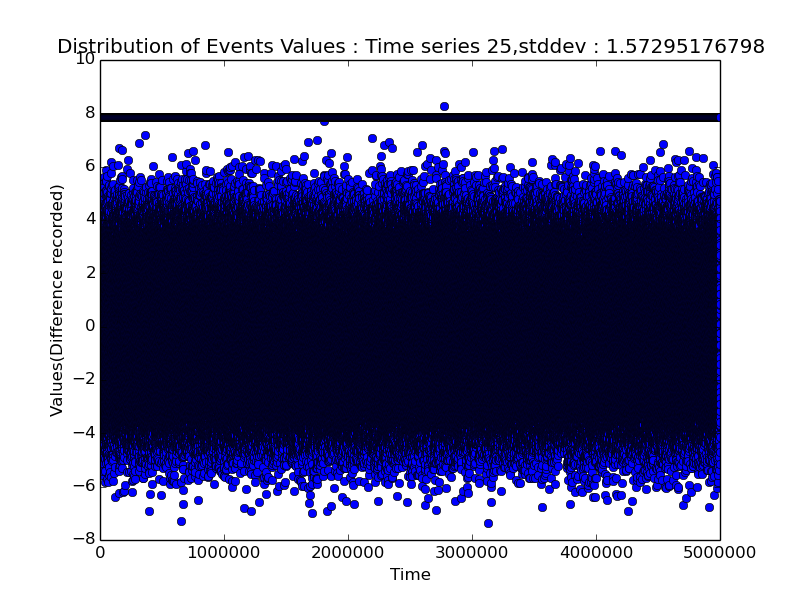 Distribution of Events Values : Time series 25,stddev : 1.57295176798
10
8
6
4
2
0
−2
−4
−6
−8
Values(Difference recorded)
0 1000000 2000000 3000000 4000000 5000000
Time